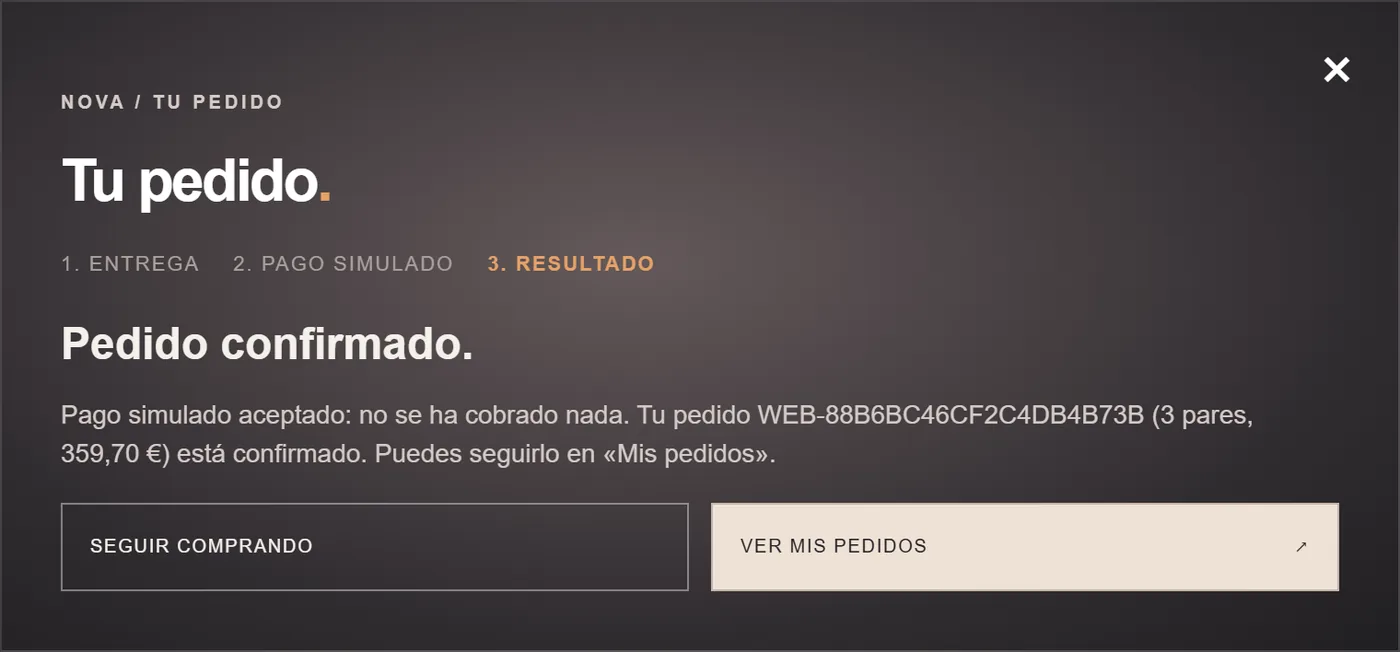 NOVA / TU PEDIDO
Tu pedido.
1. ENTREGA 2. PAGO SIMULADO 3. RESULTADO
Pedido confirmado.
Pago simulado aceptado: no se ha cobrado nada. Tu pedido WEB-88B6BC46CF2C4DB4B73B (3 pares,
359,70 €) está confirmado. Puedes seguirlo en «Mis pedidos».
SEGUIR COMPRANDO
VER MIS PEDIDOS ↗